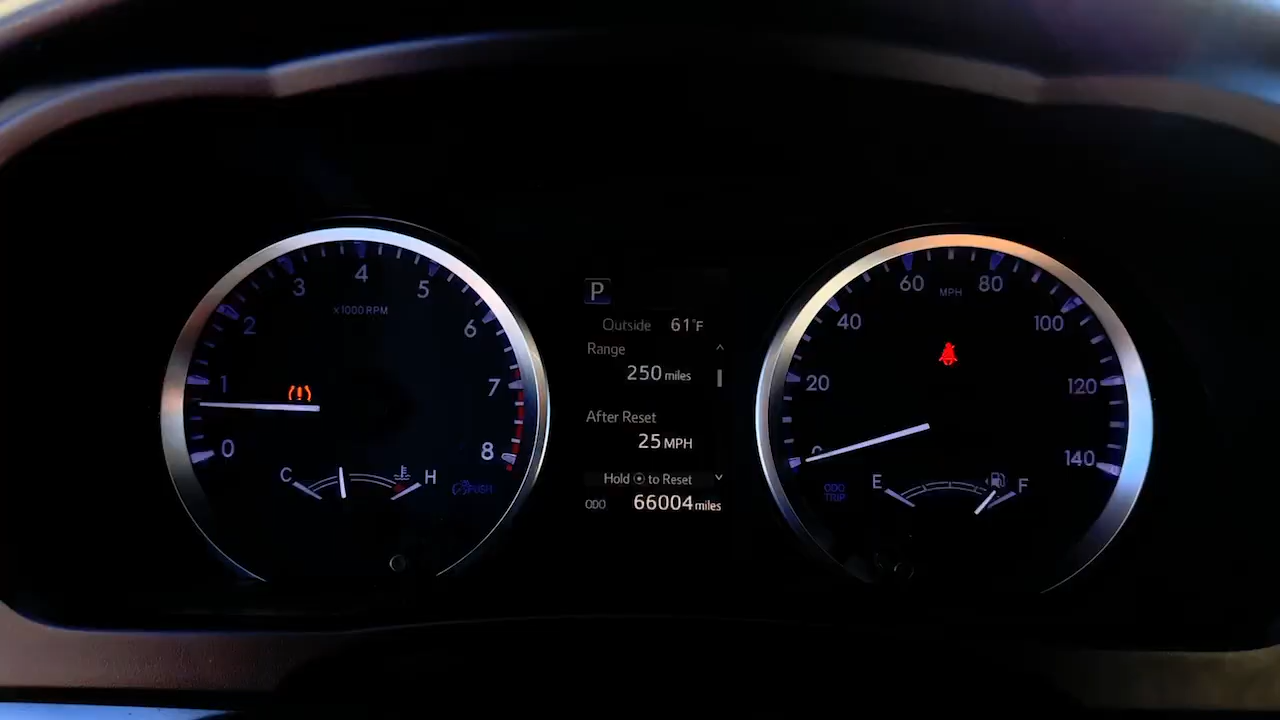 0
1
2
3
4
5
6
7
8
x1000 RPM
C
H
PUSH
P
Outside 61°F
Range
250 miles
After Reset
25 MPH
Hold to Reset
ODO 66004 miles
20
40
60
80
100
120
140
MPH
ODO
TRIP
E
F